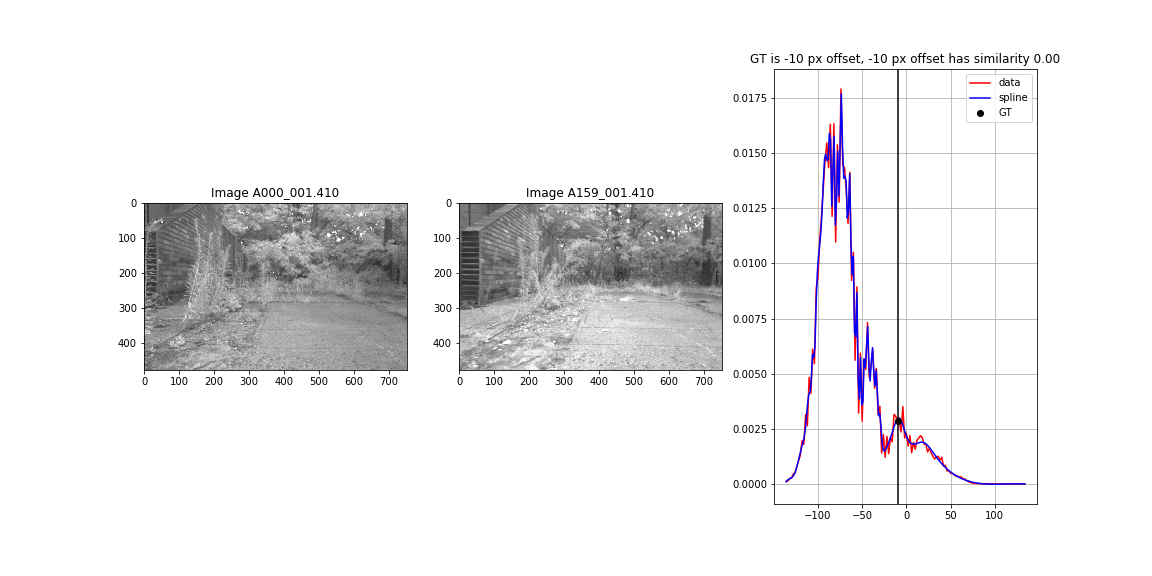 Image A000_001.410
0
100
200
300
400
0 100 200 300 400 500 600 700
Image A159_001.410
0
100
200
300
400
0 100 200 300 400 500 600 700
GT is -10 px offset, -10 px offset has similarity 0.00
data
spline
GT
0.0175
0.0150
0.0125
0.0100
0.0075
0.0050
0.0025
0.0000
−100 −50 0 50 100